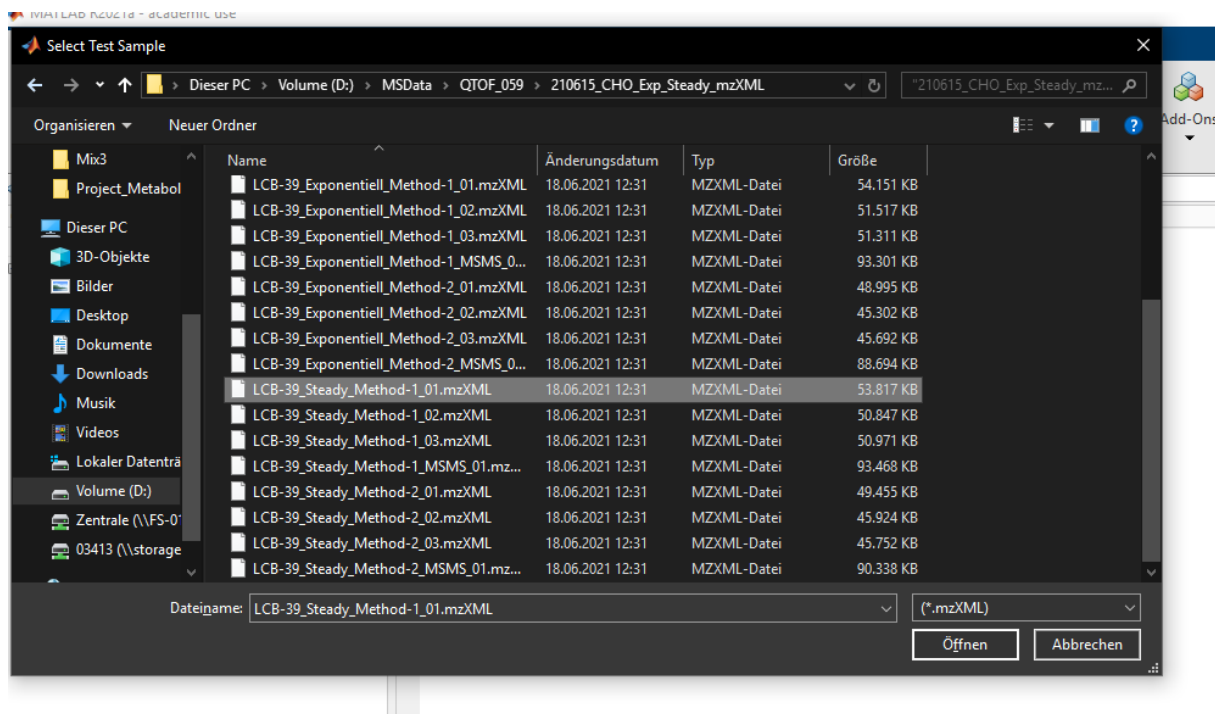 MATLAB R2021a - academic use
Select Test Sample
Dieser PC > Volume (D:) > MSData > QTOF_059 > 210615_CHO_Exp_Steady_mzXML
"210615_CHO_Exp_Steady_mz...
Add-Ons
Organisieren Neuer Ordner
Name Änderungsdatum Typ Größe
Mix3
Project_Metabol
Dieser PC
3D-Objekte
Bilder
Desktop
Dokumente
Downloads
Musik
Videos
Lokaler Datenträ
Volume (D:)
Zentrale (\\FS-01
03413 (\\storage
LCB-39_Exponentiell_Method-1_01.mzXML 18.06.2021 12:31 MZXML-Datei 54.151 KB
LCB-39_Exponentiell_Method-1_02.mzXML 18.06.2021 12:31 MZXML-Datei 51.517 KB
LCB-39_Exponentiell_Method-1_03.mzXML 18.06.2021 12:31 MZXML-Datei 51.311 KB
LCB-39_Exponentiell_Method-1_MSMS_0... 18.06.2021 12:31 MZXML-Datei 93.301 KB
LCB-39_Exponentiell_Method-2_01.mzXML 18.06.2021 12:31 MZXML-Datei 48.995 KB
LCB-39_Exponentiell_Method-2_02.mzXML 18.06.2021 12:31 MZXML-Datei 45.302 KB
LCB-39_Exponentiell_Method-2_03.mzXML 18.06.2021 12:31 MZXML-Datei 45.692 KB
LCB-39_Exponentiell_Method-2_MSMS_0... 18.06.2021 12:31 MZXML-Datei 88.694 KB
LCB-39_Steady_Method-1_01.mzXML 18.06.2021 12:31 MZXML-Datei 53.817 KB
LCB-39_Steady_Method-1_02.mzXML 18.06.2021 12:31 MZXML-Datei 50.847 KB
LCB-39_Steady_Method-1_03.mzXML 18.06.2021 12:31 MZXML-Datei 50.971 KB
LCB-39_Steady_Method-1_MSMS_01.mz... 18.06.2021 12:31 MZXML-Datei 93.468 KB
LCB-39_Steady_Method-2_01.mzXML 18.06.2021 12:31 MZXML-Datei 49.455 KB
LCB-39_Steady_Method-2_02.mzXML 18.06.2021 12:31 MZXML-Datei 45.924 KB
LCB-39_Steady_Method-2_03.mzXML 18.06.2021 12:31 MZXML-Datei 45.752 KB
LCB-39_Steady_Method-2_MSMS_01.mz... 18.06.2021 12:31 MZXML-Datei 90.338 KB
Dateiname: LCB-39_Steady_Method-1_01.mzXML (*.mzXML)
Öffnen Abbrechen